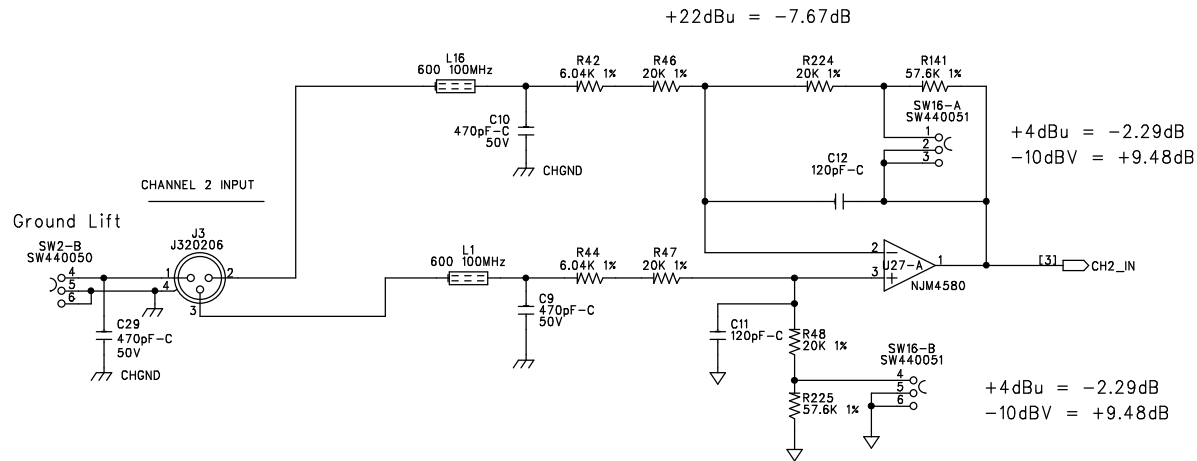 +22dBu = -7.67dB
L16
600 100MHz
R42
6.04K 1%
R46
20K 1%
R224
20K 1%
R141
57.6K 1%
SW16-A
SW440051
1
2
3
+4dBu = -2.29dB
-10dBV = +9.48dB
C10
470pF-C
50V
CHGND
C12
120pF-C
CHANNEL 2 INPUT
Ground Lift
SW2-B
SW440050
4
5
6
J3
J320206
1
2
4
3
C29
470pF-C
50V
CHGND
L1
600 100MHz
R44
6.04K 1%
R47
20K 1%
C9
470pF-C
50V
2
3
1
U27-A
NJM4580
[3]
CH2_IN
C11
120pF-C
R48
20K 1%
R225
57.6K 1%
SW16-B
SW440051
4
5
6
+4dBu = -2.29dB
-10dBV = +9.48dB